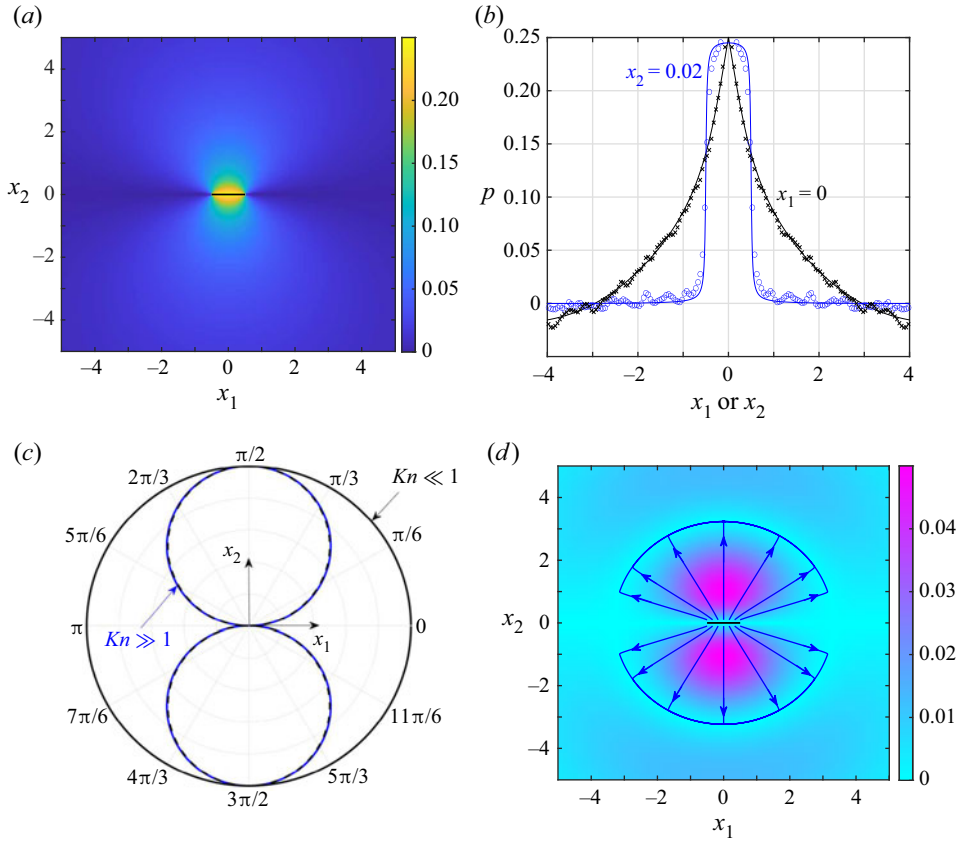 (a)
4
2
x2 0
−2
−4
−4 −2 0 2 4
x1
0.20
0.15
0.10
0.05
0
(b)
0.25
0.20
0.15
p
0.10
0.05
0
x2 = 0.02
x1 = 0
−4 −2 0 2 4
x1 or x2
(c)
π/2
2π/3 π/3
Kn ≪ 1
5π/6 π/6
x2
π x1 0
Kn ≫ 1
7π/6 11π/6
4π/3 5π/3
3π/2
(d)
4
2
x2 0
−2
−4
−4 −2 0 2 4
x1
0.04
0.03
0.02
0.01
0